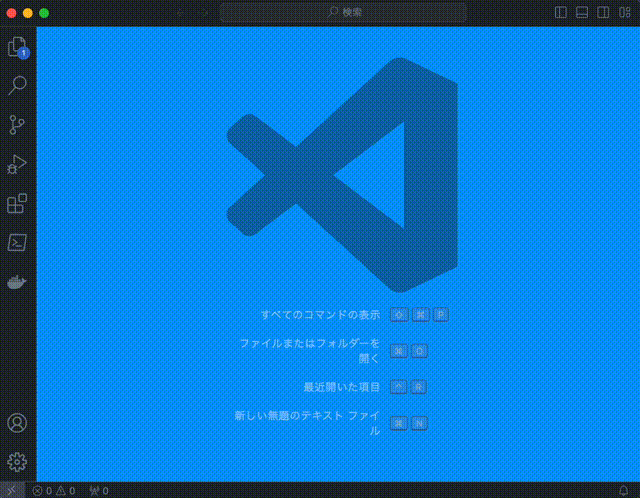 検索
1
すべてのコマンドの表示 ⇧ ⌘ P
ファイルまたはフォルダーを
開く ⌘ O
最近開いた項目 ^ R
新しい無題のテキスト ファイ
ル ⌘ N
0 0 0